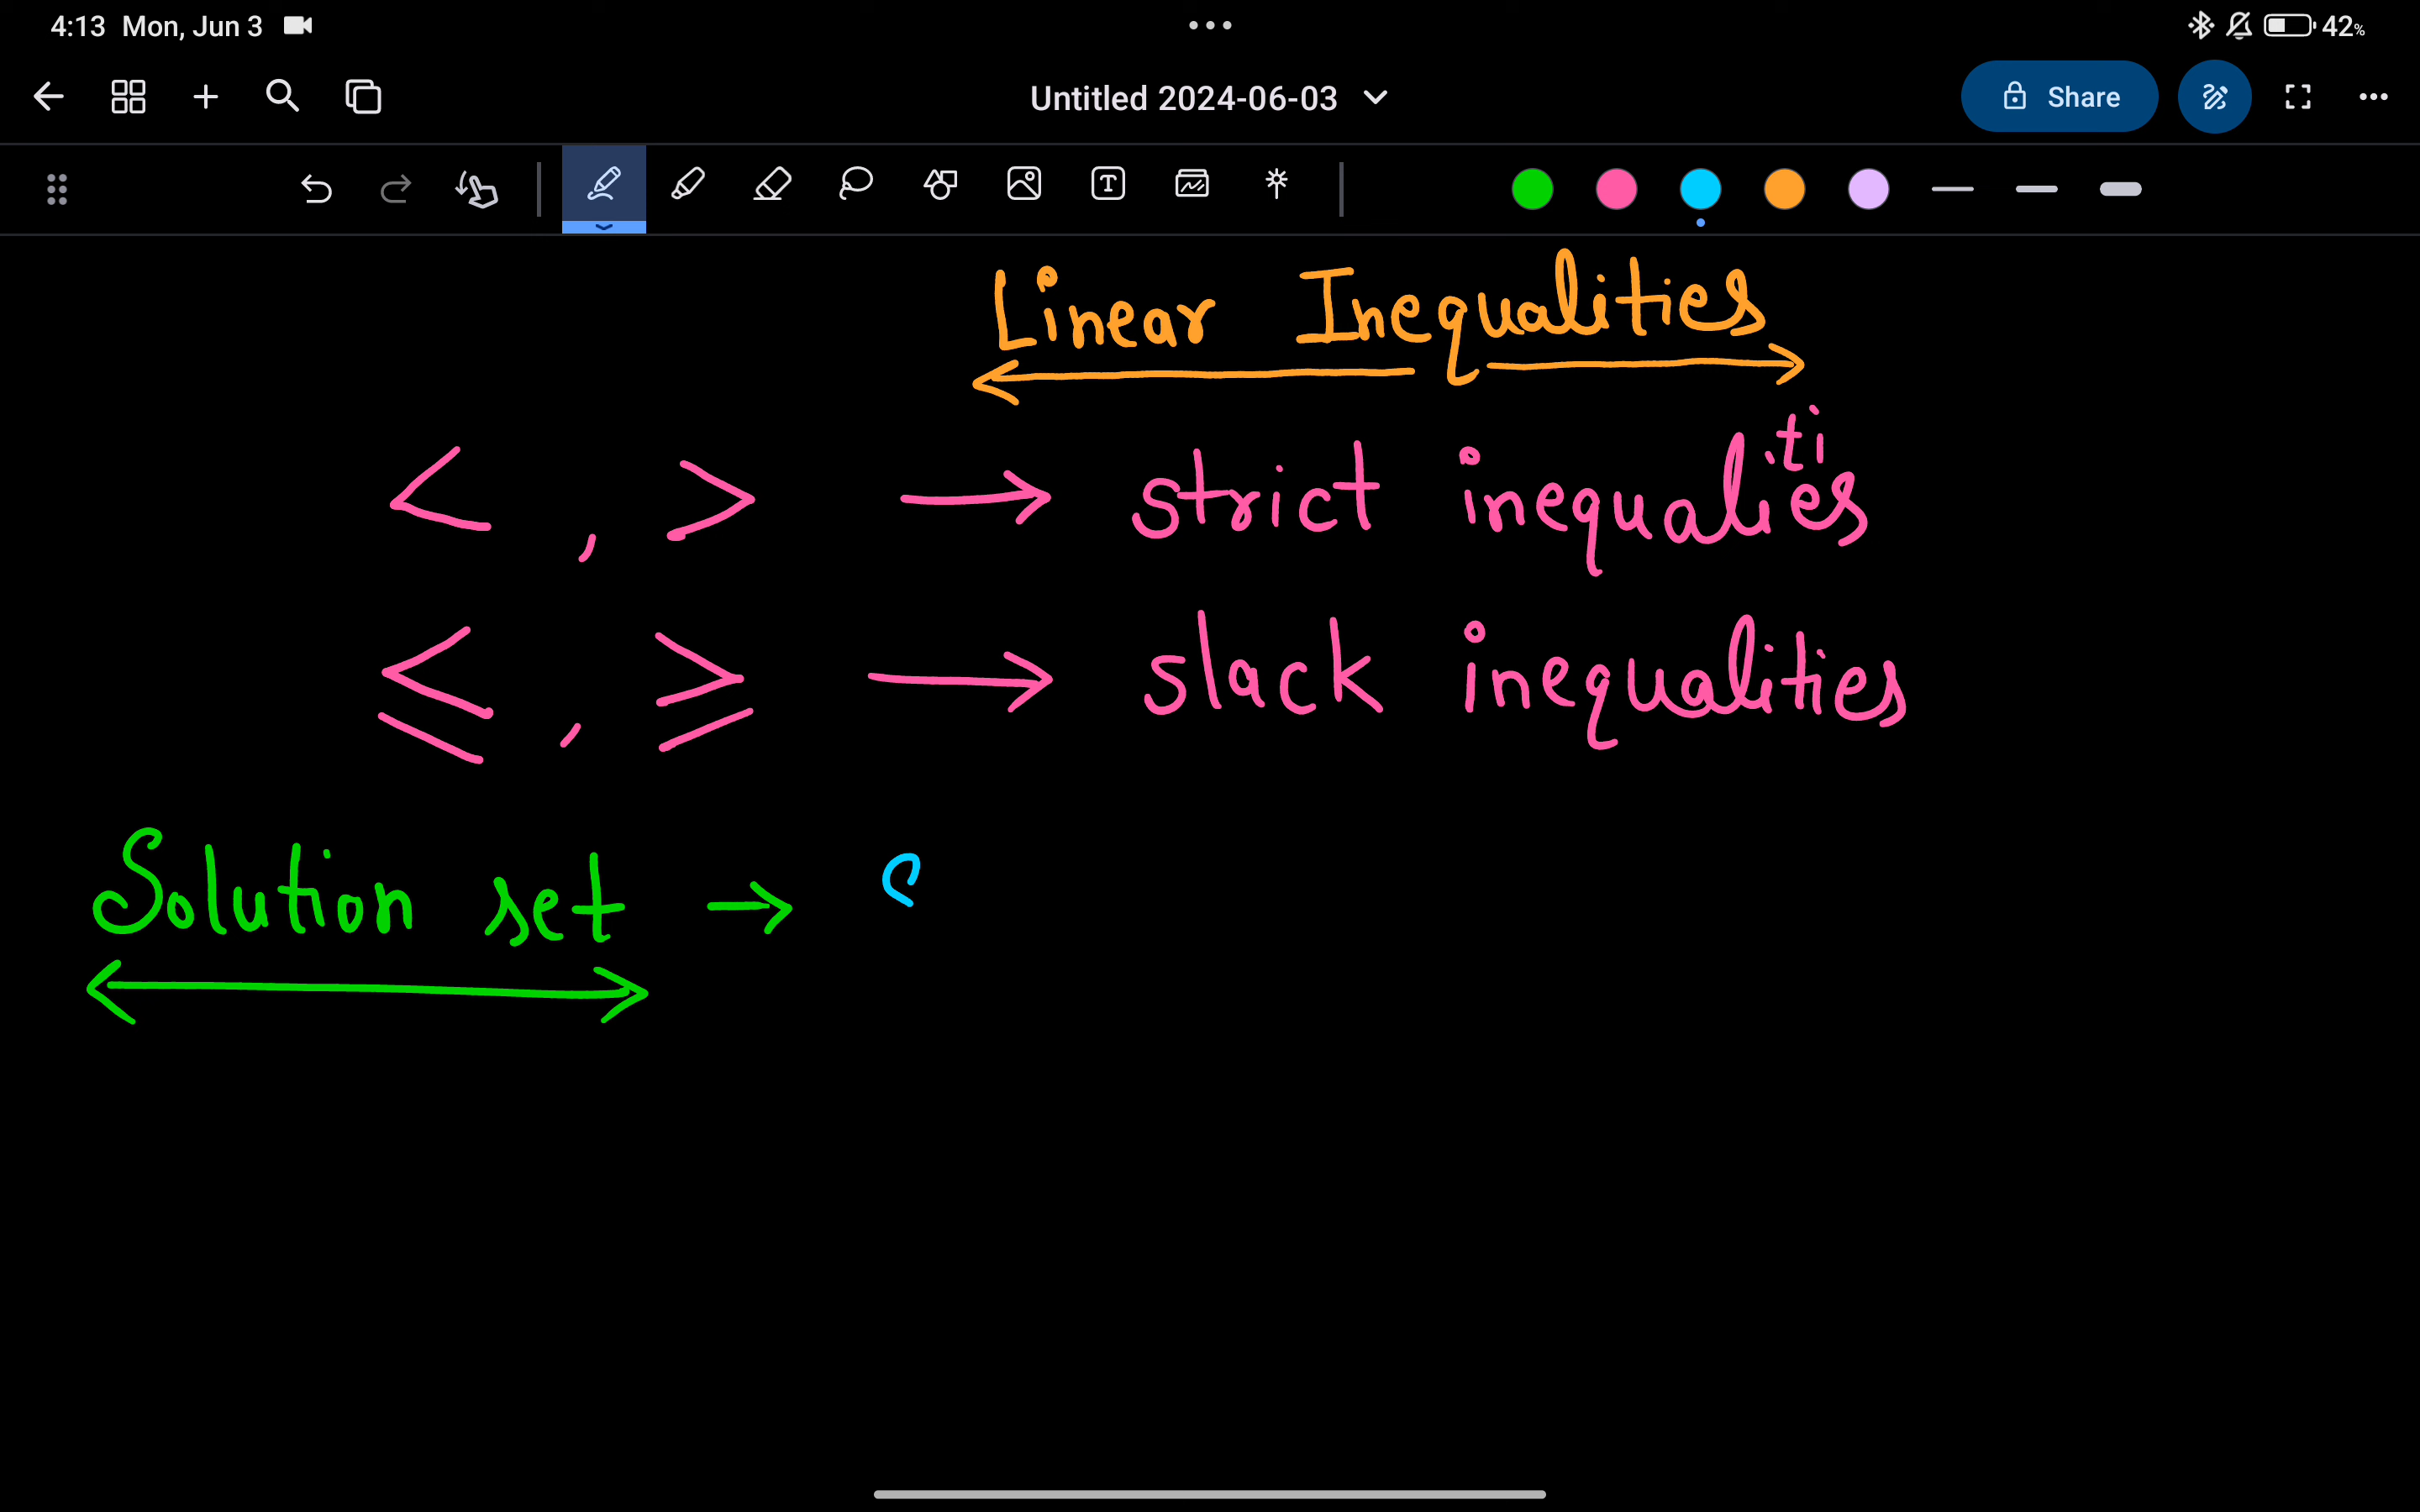 4:13 Mon, Jun 3 42%
Untitled 2024-06-03 Share
Linear Inequalities
< , > → strict inequalities
≤ , ≥ → slack inequalities
Solution set →